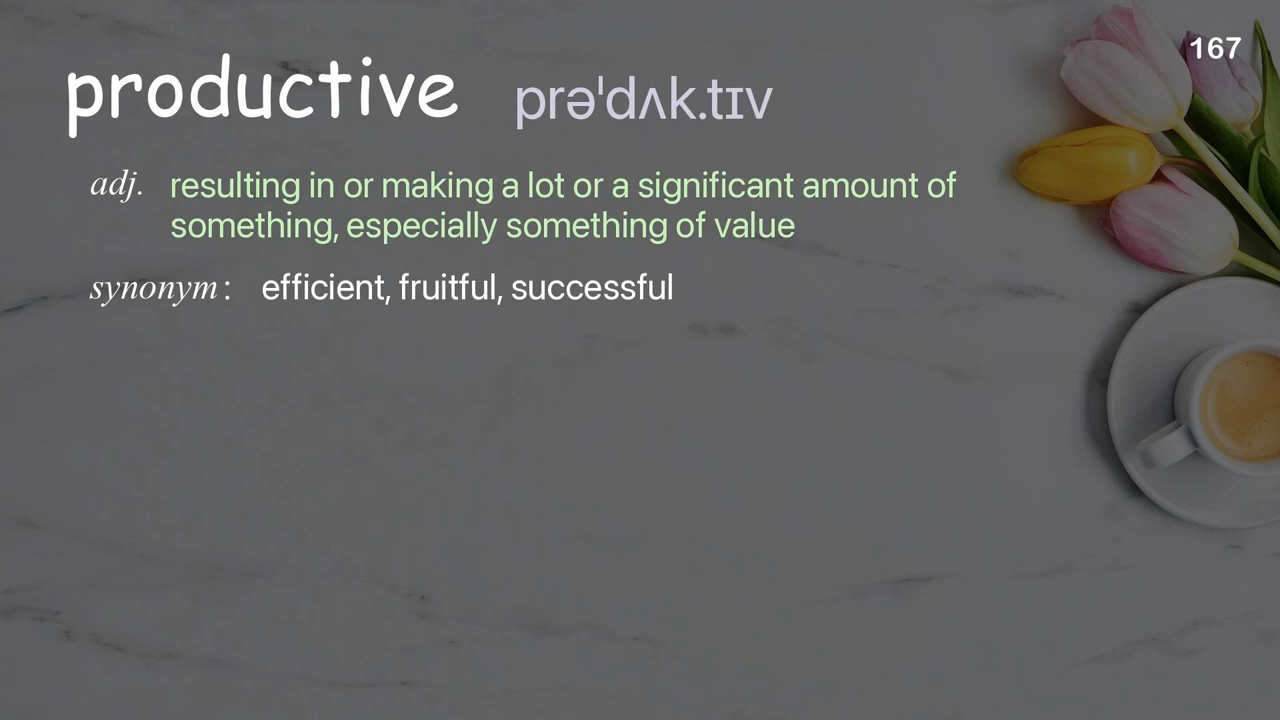 167
productive prəˈdʌk.tɪv
adj. resulting in or making a lot or a significant amount of
something, especially something of value
synonym: efficient, fruitful, successful